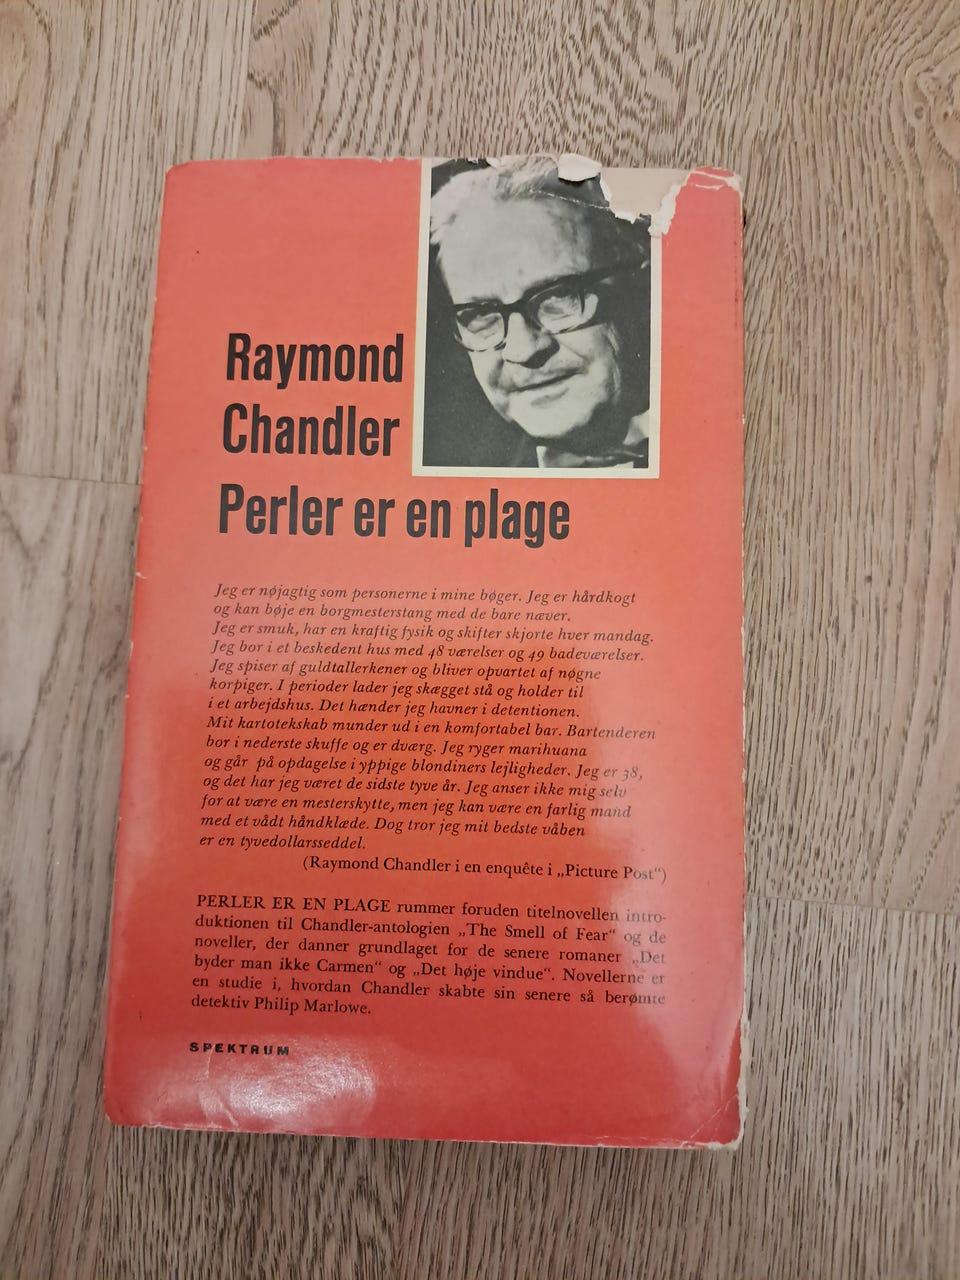 Raymond
Chandler
Perler er en plage
Jeg er nøjagtig som personerne i mine bøger. Jeg er hårdkogt
og kan bøje en borgmesterstang med de bare næver.
Jeg er smuk, har en kraftig fysik og skifter skjorte hver mandag.
Jeg bor i et beskedent hus med 48 værelser og 49 badeværelser.
Jeg spiser af guldtallerkener og bliver opvartet af nøgne
korpiger. I perioder lader jeg skægget stå og holder til
i et arbejdshus. Det hænder jeg havner i detentionen.
Mit kartotekskab munder ud i en komfortabel bar. Bartenderen
bor i nederste skuffe og er dværg. Jeg ryger marihuana
og går på opdagelse i yppige blondiners lejligheder. Jeg er 38,
og det har jeg været de sidste tyve år. Jeg anser ikke mig selv
for at være en mesterskytte, men jeg kan være en farlig mand
med et vådt håndklæde. Dog tror jeg mit bedste våben
er en tyvedollarsseddel.
(Raymond Chandler i en enquête i „Picture Post“)
PERLER ER EN PLAGE rummer foruden titelnovellen intro-
duktionen til Chandler-antologien „The Smell of Fear“ og de
noveller, der danner grundlaget for de senere romaner „Det
byder man ikke Carmen“ og „Det høje vindue“. Novellerne er
en studie i, hvordan Chandler skabte sin senere så berømte
detektiv Philip Marlowe.
SPEKTRUM